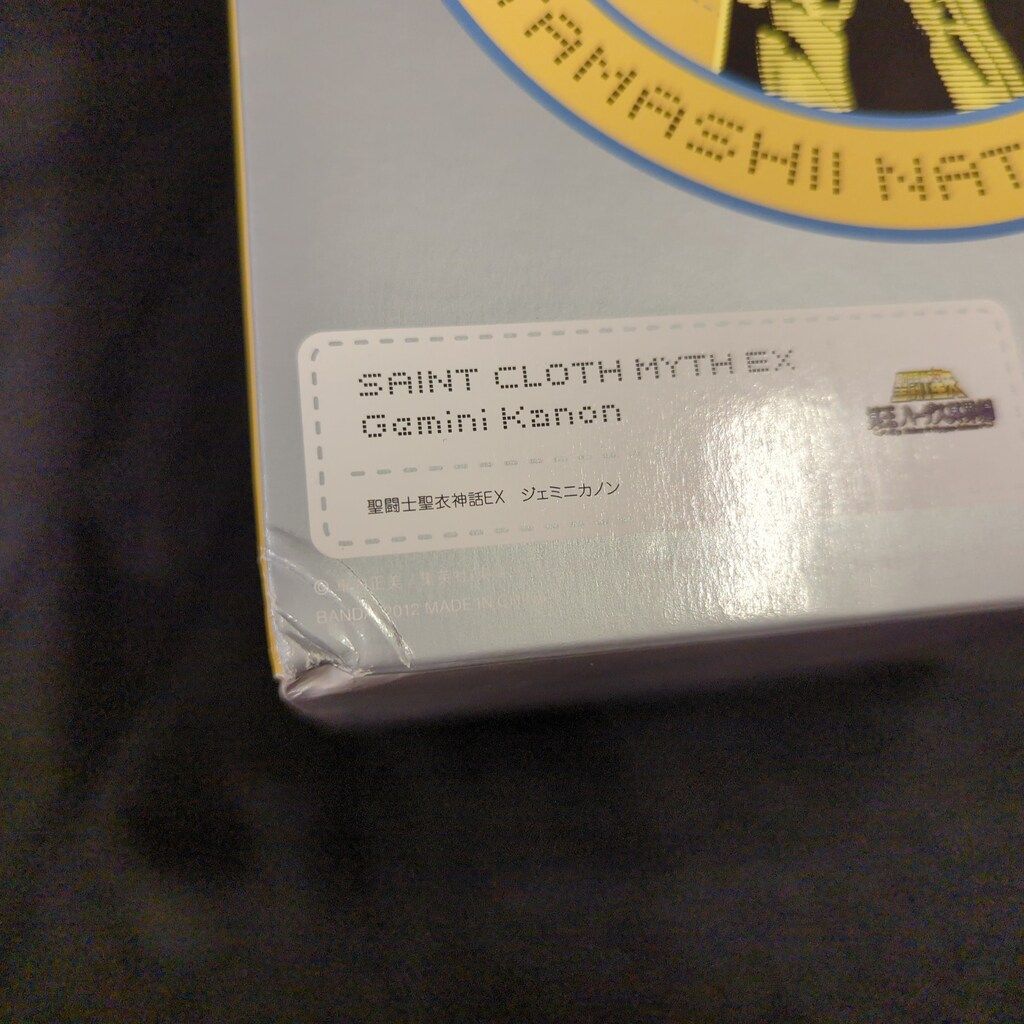 TAMASHII NAT
SAINT CLOTH MYTH EX
Gemini Kanon
聖闘士聖衣神話EX ジェミニカノン
BANDAI 2012 MADE IN